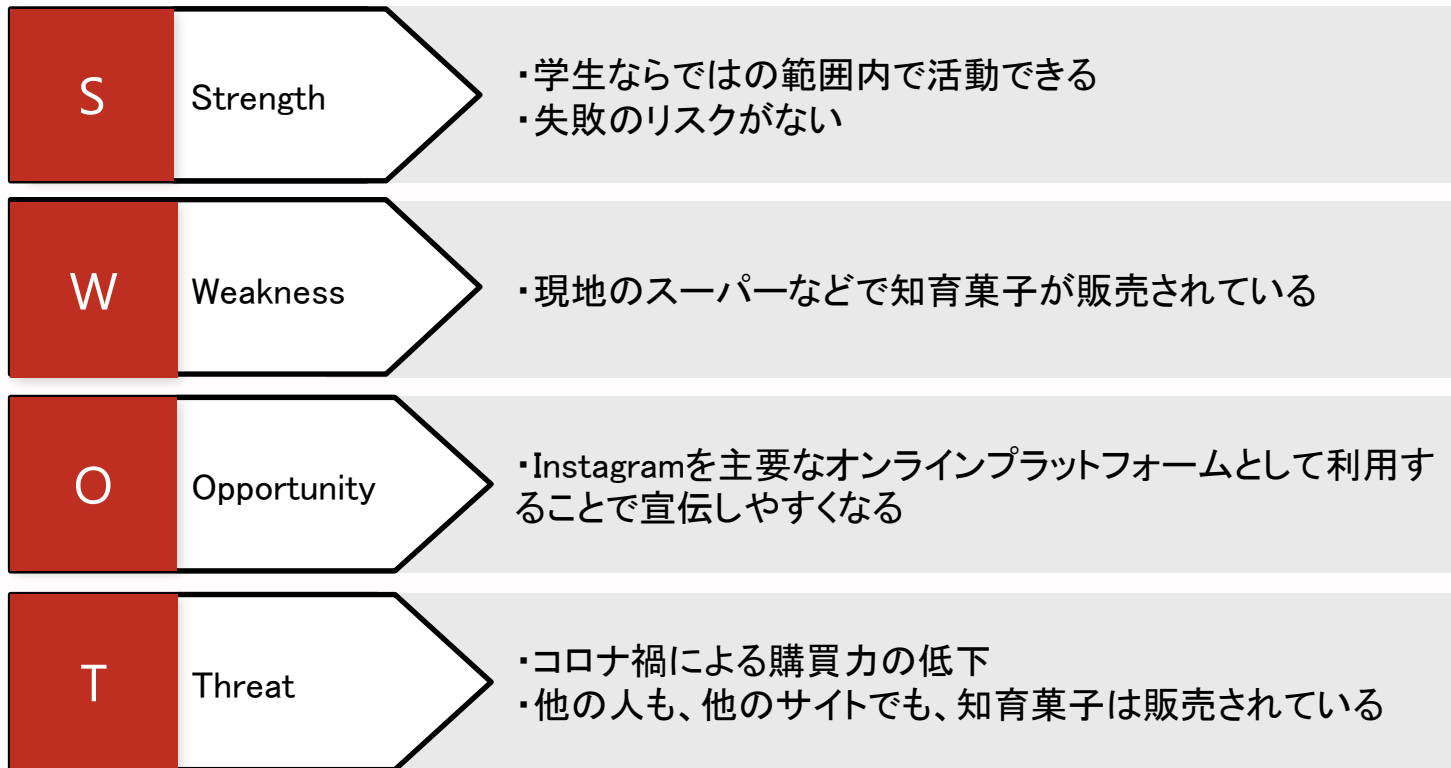 S
Strength
・学生ならではの範囲内で活動できる
・失敗のリスクがない
W
Weakness
・現地のスーパーなどで知育菓子が販売されている
O
Opportunity
・Instagramを主要なオンラインプラットフォームとして利用す
ることで宣伝しやすくなる
T
Threat
・コロナ禍による購買力の低下
・他の人も、他のサイトでも、知育菓子は販売されている